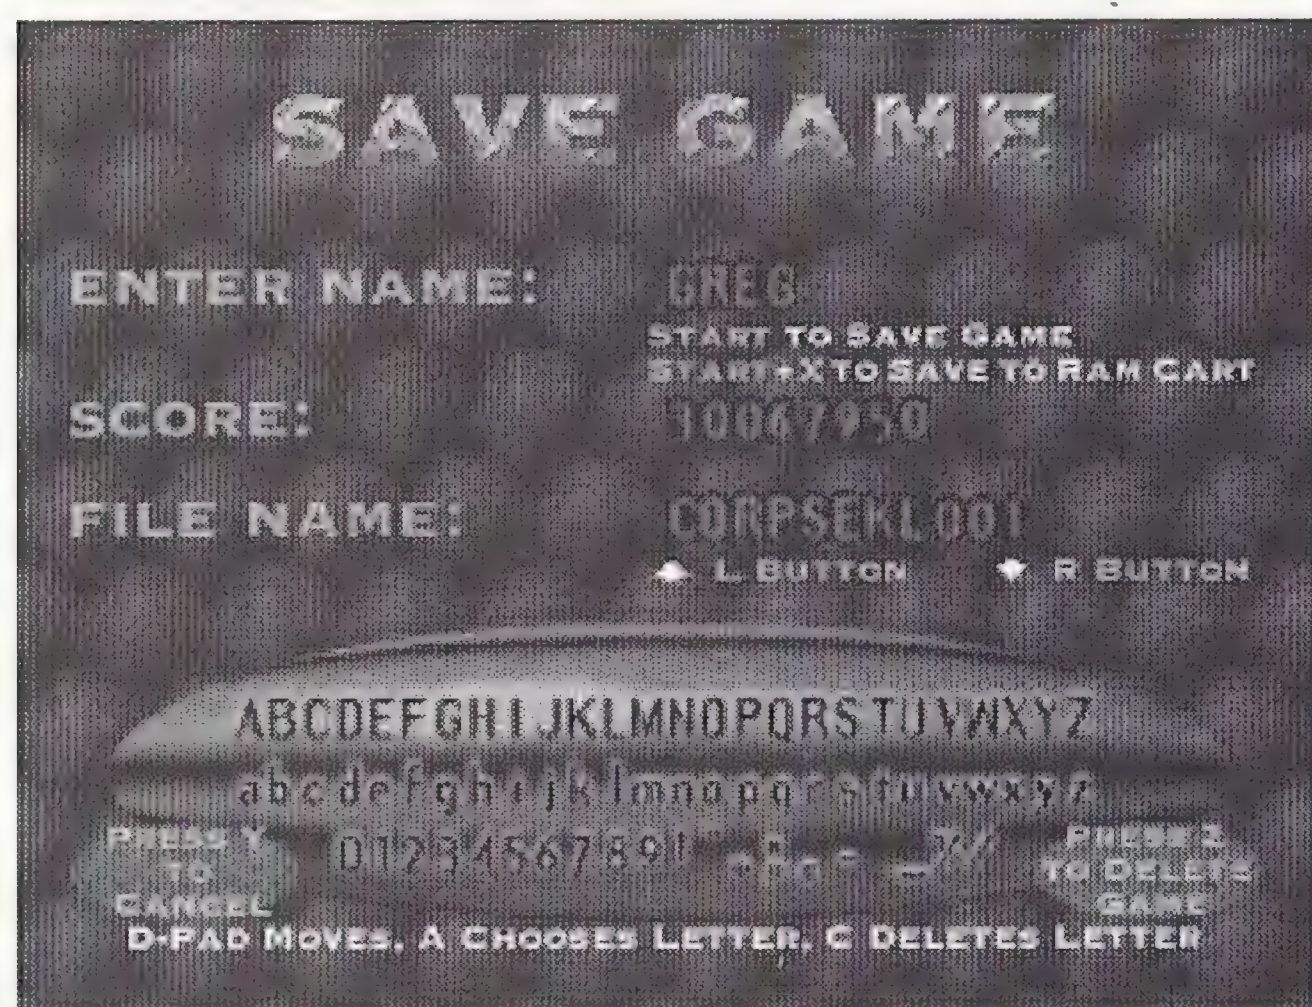 SAVE GAME
ENTER NAME: GREG
START TO SAVE GAME
START+X TO SAVE TO RAM CART
SCORE: 10067950
FILE NAME: CORPSEKL001
L BUTTON R BUTTON
ABCDEFGHIJKLMNOPQRSTUVWXYZ
abcdefghijklmnopqrstuvwxyz
0123456789!
PRESS Y
TO
CANCEL
PRESS Z
TO DELETE
GAME
D-PAD MOVES, A CHOOSES LETTER, C DELETES LETTER